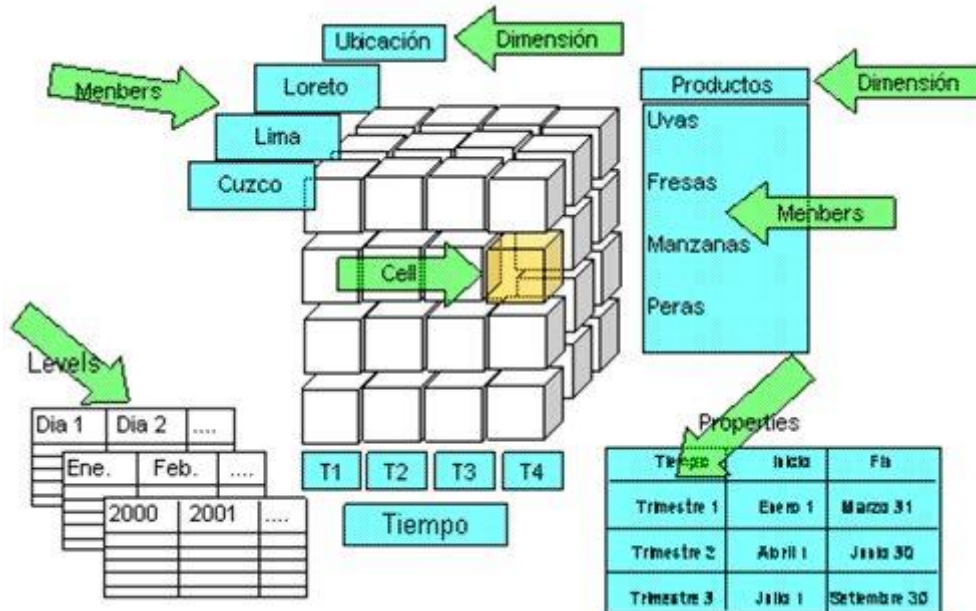 Ubicación
Dimensión
Menbers
Loreto
Lima
Cuzco
Productos
Dimensión
Uvas
Fresas
Menbers
Manzanas
Peras
Cell
Levels
Dia 1 Dia 2 ....
Ene. Feb. ....
2000 2001 ....
T1 T2 T3 T4
Tiempo
Properties
Tiempo Inicio Fin
Trimestre 1 Enero 1 Marzo 31
Trimestre 2 Abril 1 Junio 30
Trimestre 3 Julio 1 Setiembre 30